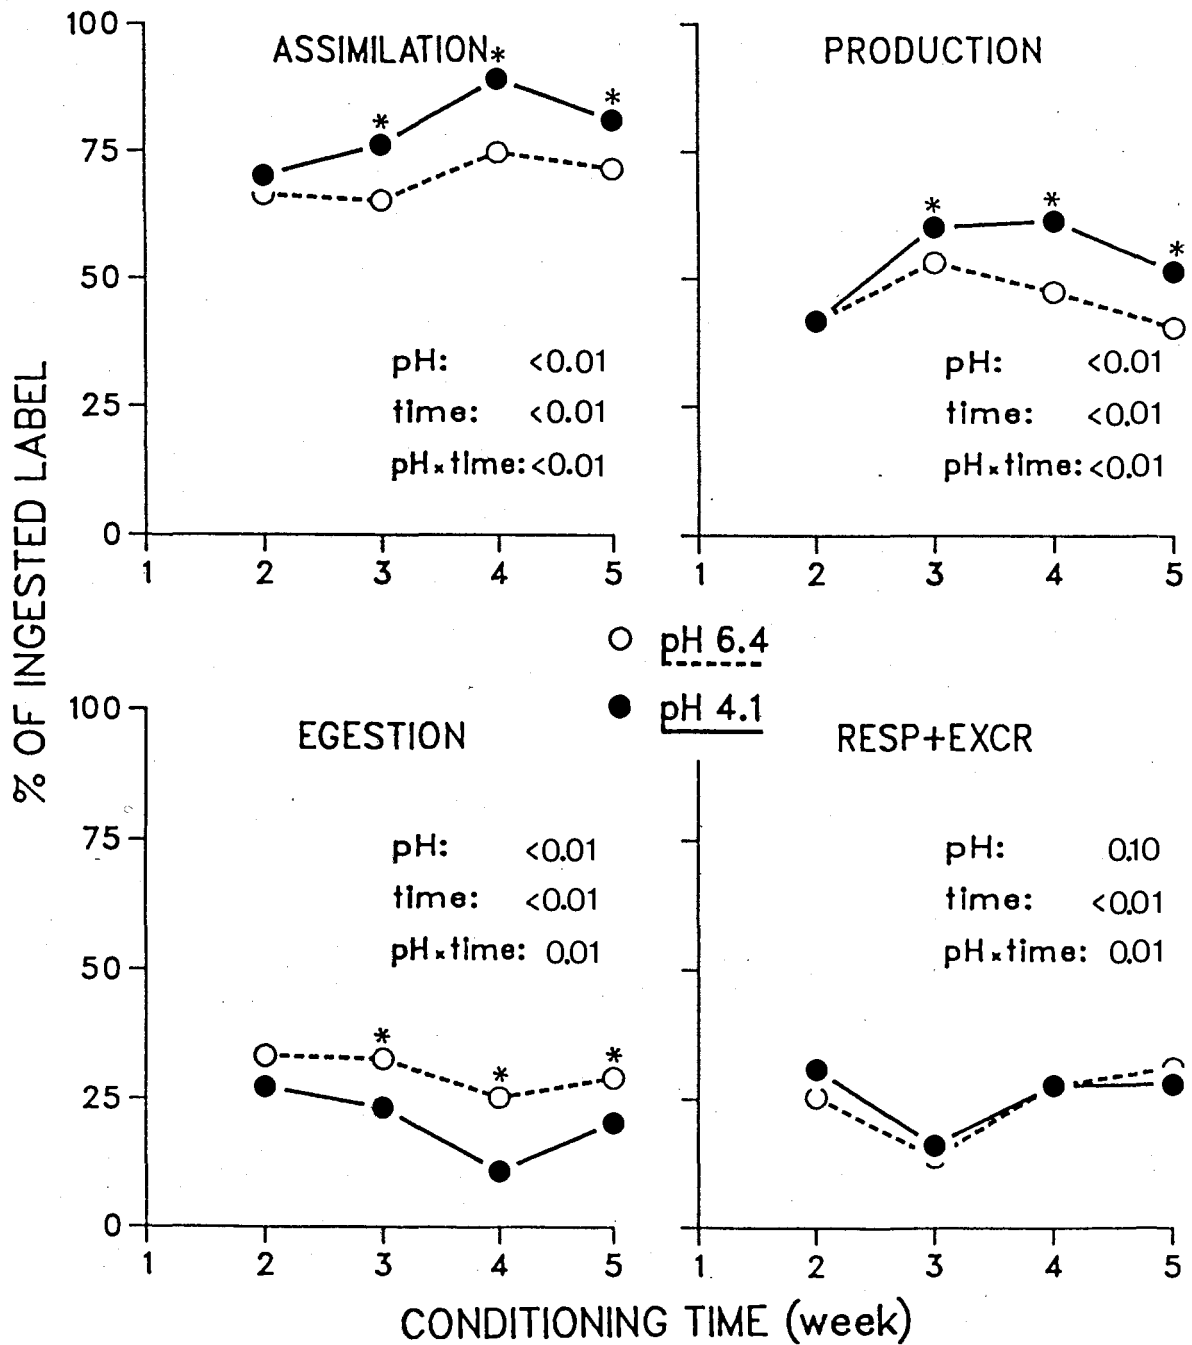 % OF INGESTED LABEL
ASSIMILATION
100
*
*
*
75
50
25
0
pH: <0.01
time: <0.01
pH×time: <0.01
1 2 3 4 5
PRODUCTION
*
*
*
pH: <0.01
time: <0.01
pH×time: <0.01
1 2 3 4 5
pH 6.4
pH 4.1
EGESTION
100
75
50
25
0
pH: <0.01
time: <0.01
pH×time: 0.01
*
*
*
1 2 3 4 5
RESP+EXCR
pH: 0.10
time: <0.01
pH×time: 0.01
1 2 3 4 5
CONDITIONING TIME (week)